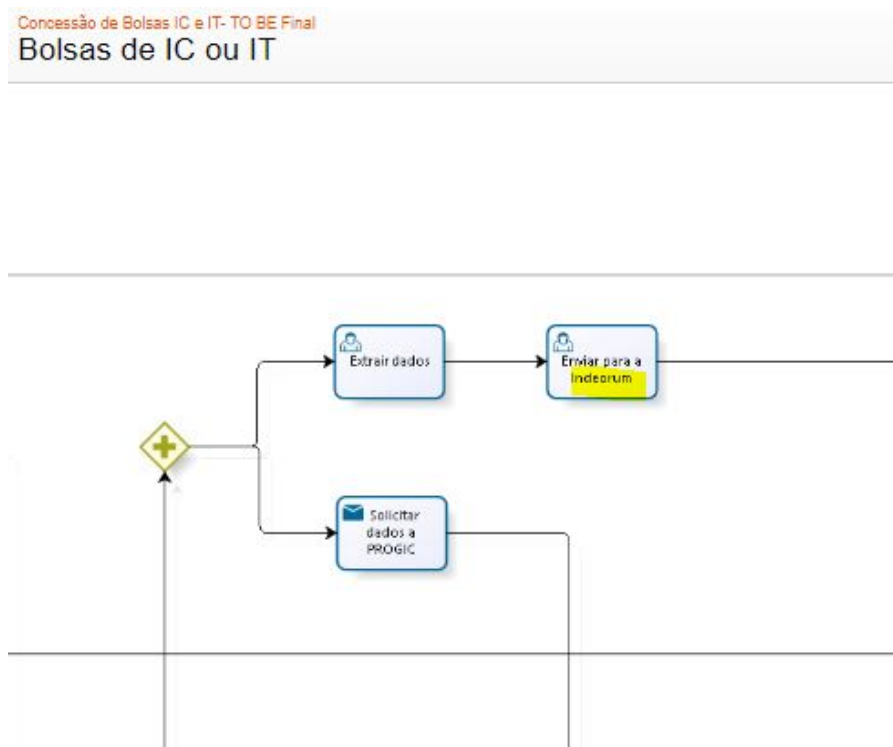 Concessão de Bolsas IC e IT- TO BE Final
Bolsas de IC ou IT
Extrair dados
Enviar para a
Indeorum
Solicitar
dados a
PROGIC